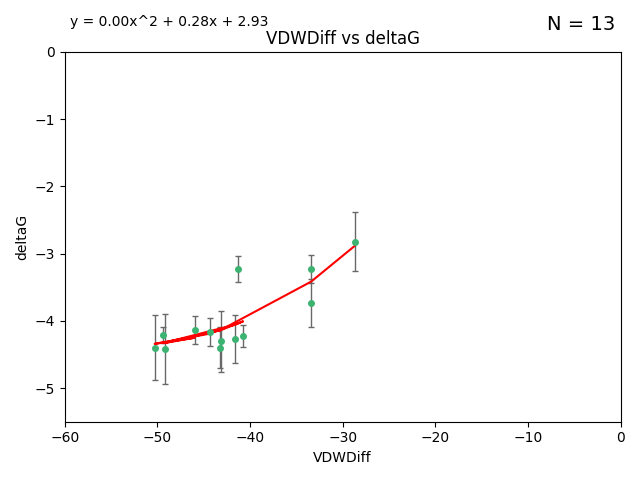 y = 0.00x^2 + 0.28x + 2.93
N = 13
VDWDiff vs deltaG
0
−1
−2
−3
−4
−5
deltaG
−60
−50
−40
−30
−20
−10
0
VDWDiff